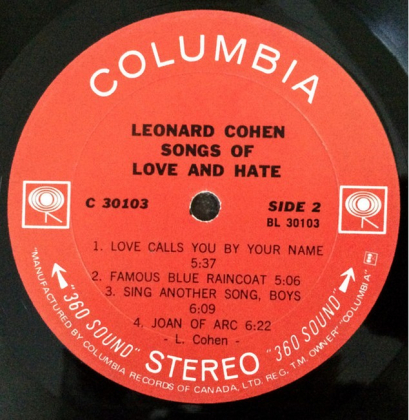 COLUMBIA
LEONARD COHEN
SONGS OF
LOVE AND HATE
C 30103
SIDE 2
BL 30103
1. LOVE CALLS YOU BY YOUR NAME
5:37
2. FAMOUS BLUE RAINCOAT 5:06
3. SING ANOTHER SONG, BOYS
6:09
4. JOAN OF ARC 6:22
- L. Cohen -
"360 SOUND" STEREO "360 SOUND"
"MANUFACTURED BY COLUMBIA RECORDS OF CANADA, LTD. REG. T.M. OWNER" "COLUMBIA"